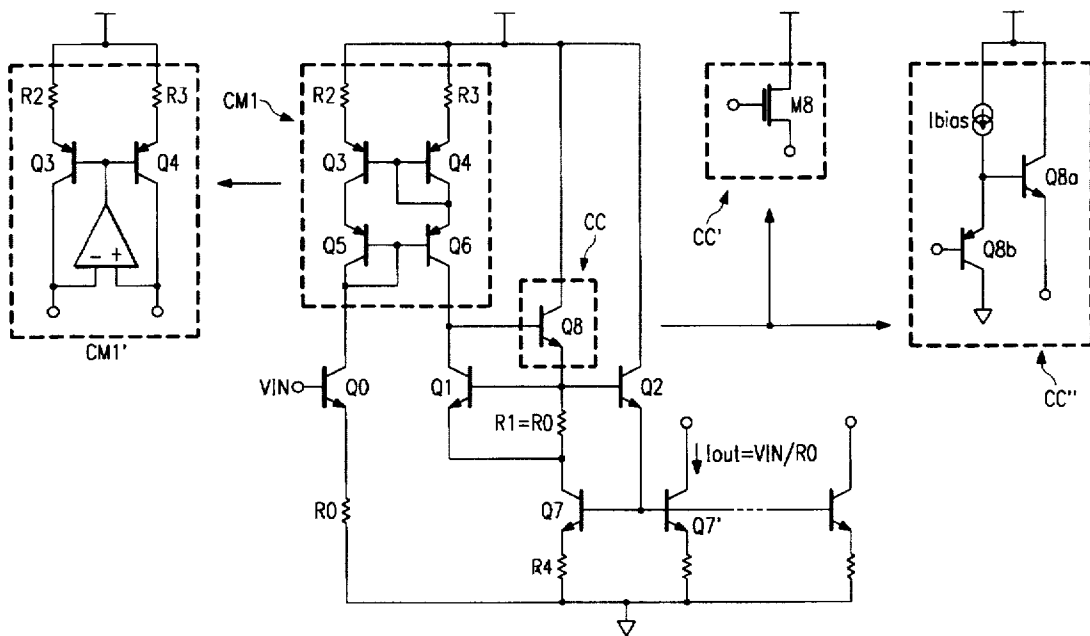 R2
R3
Q3
Q4
− +
CM1'
CM1
R2
R3
Q3
Q4
Q5
Q6
CC
Q8
VIN
Q0
Q1
Q2
R1=R0
Iout=VIN/R0
R0
Q7
Q7'
R4
M8
CC'
Ibias
Q8a
Q8b
CC"